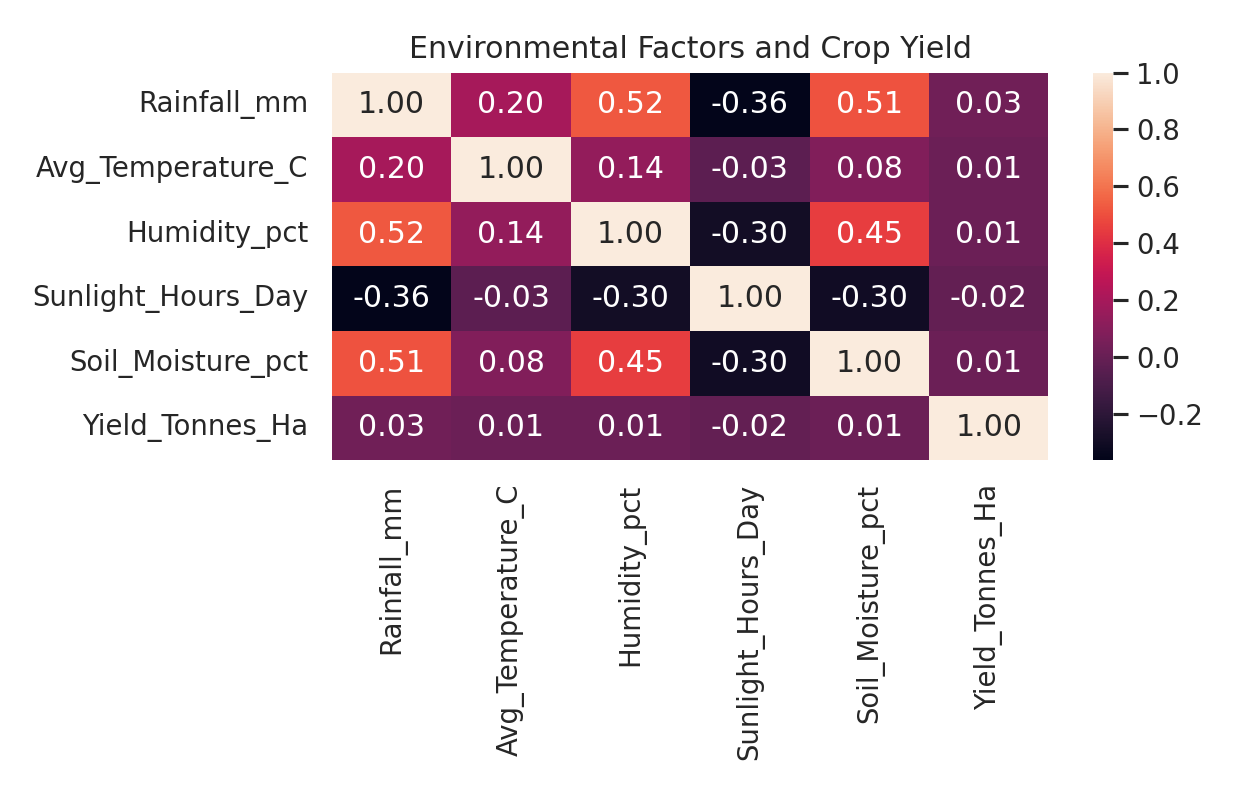 Environmental Factors and Crop Yield
Rainfall_mm 1.00 0.20 0.52 -0.36 0.51 0.03
Avg_Temperature_C 0.20 1.00 0.14 -0.03 0.08 0.01
Humidity_pct 0.52 0.14 1.00 -0.30 0.45 0.01
Sunlight_Hours_Day -0.36 -0.03 -0.30 1.00 -0.30 -0.02
Soil_Moisture_pct 0.51 0.08 0.45 -0.30 1.00 0.01
Yield_Tonnes_Ha 0.03 0.01 0.01 -0.02 0.01 1.00
Rainfall_mm
Avg_Temperature_C
Humidity_pct
Sunlight_Hours_Day
Soil_Moisture_pct
Yield_Tonnes_Ha
1.0
0.8
0.6
0.4
0.2
0.0
−0.2